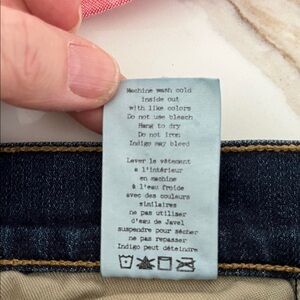 Machine wash cold
inside out
with like colors
Do not use bleach
Hang to dry
Do not iron
Indigo may bleed
Laver le vêtement
a l'intérieur
en machine
à l'eau froide
avec des couleurs
similaires
ne pas utiliser
d'eau de Javel
suspendre pour sécher
ne pas repasser
Indigo peut déteindre